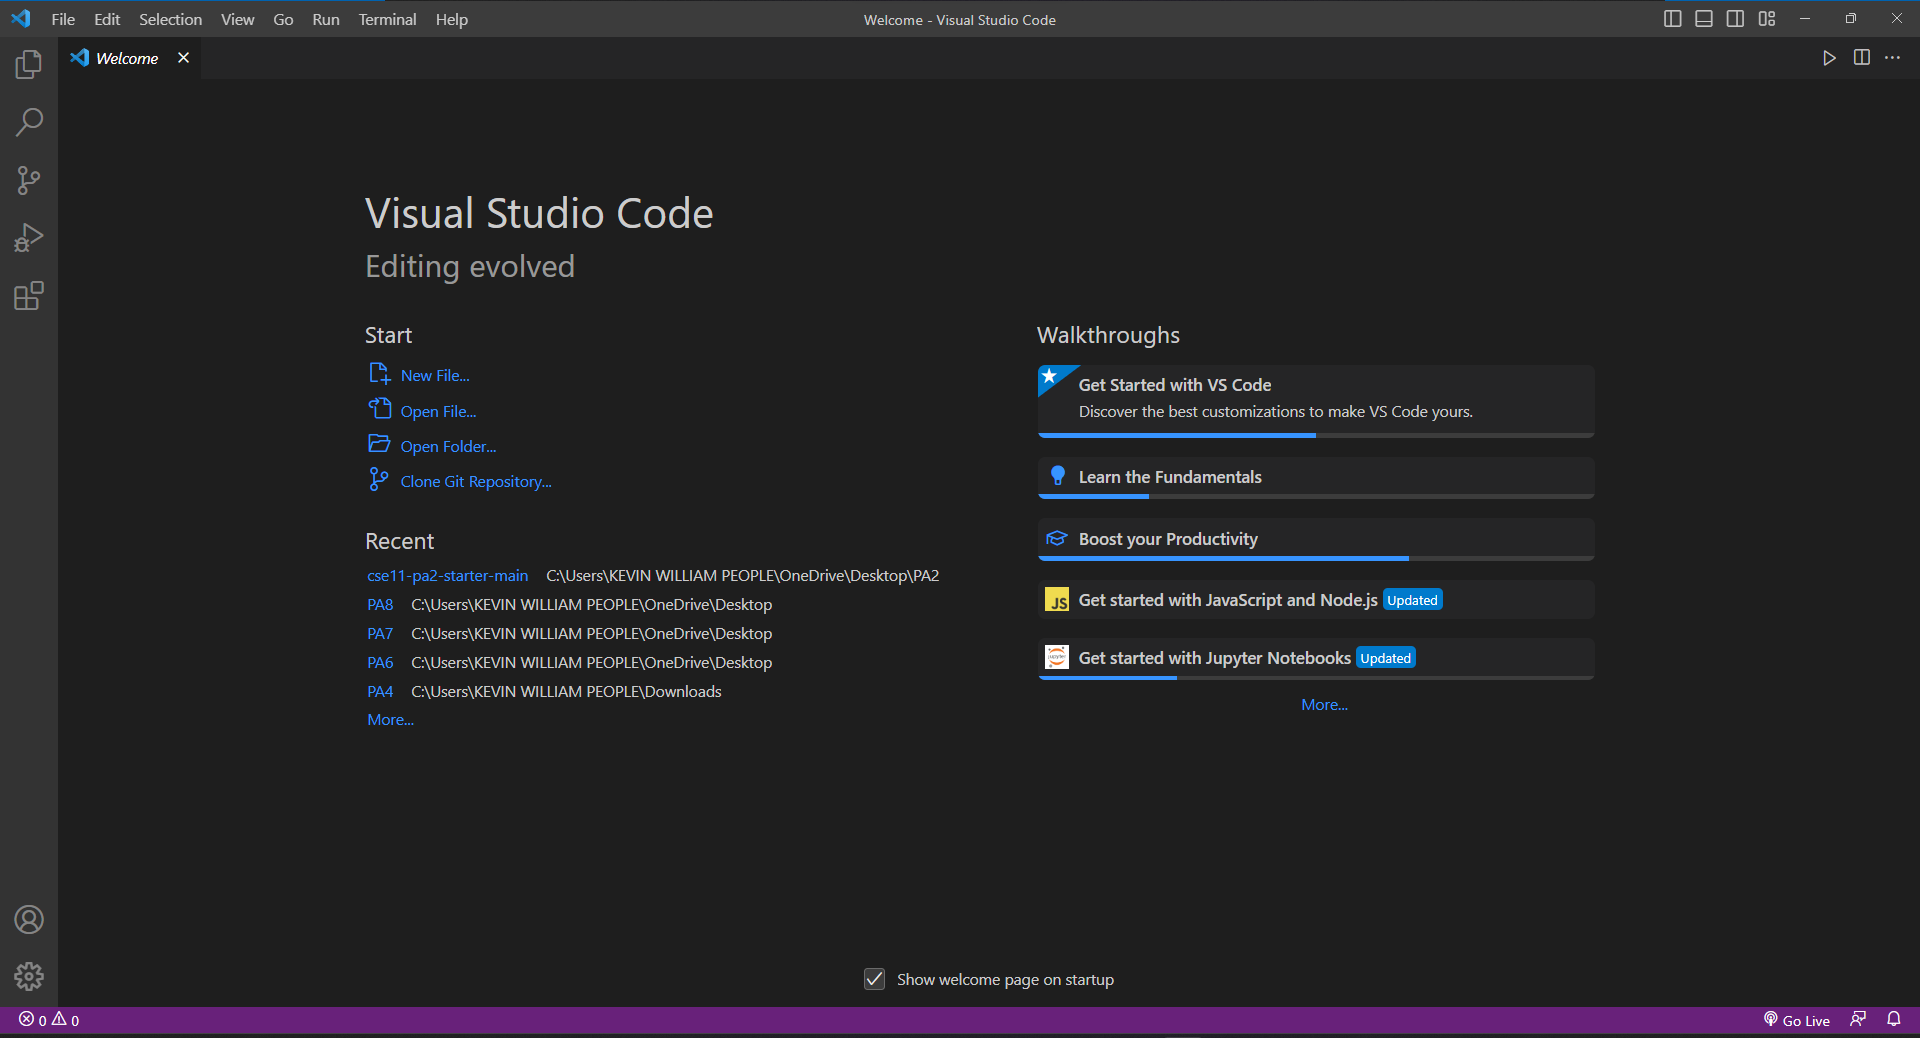 File Edit Selection View Go Run Terminal Help
Welcome - Visual Studio Code
Welcome
Visual Studio Code
Editing evolved
Start
New File...
Open File...
Open Folder...
Clone Git Repository...
Recent
cse11-pa2-starter-main C:\Users\KEVIN WILLIAM PEOPLE\OneDrive\Desktop\PA2
PA8 C:\Users\KEVIN WILLIAM PEOPLE\OneDrive\Desktop
PA7 C:\Users\KEVIN WILLIAM PEOPLE\OneDrive\Desktop
PA6 C:\Users\KEVIN WILLIAM PEOPLE\OneDrive\Desktop
PA4 C:\Users\KEVIN WILLIAM PEOPLE\Downloads
More...
Walkthroughs
Get Started with VS Code
Discover the best customizations to make VS Code yours.
Learn the Fundamentals
Boost your Productivity
JS Get started with JavaScript and Node.js Updated
jupyter Get started with Jupyter Notebooks Updated
More...
Show welcome page on startup
0 0
Go Live